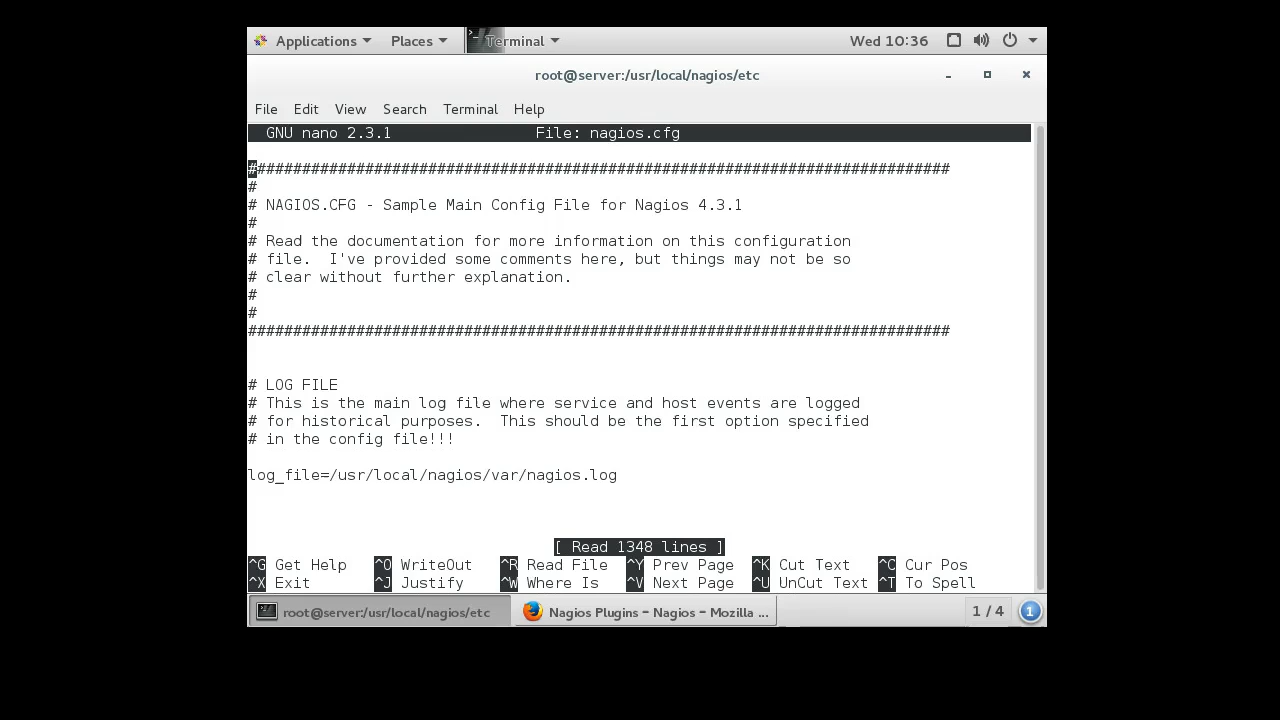 Applications Places Terminal Wed 10:36
root@server:/usr/local/nagios/etc
File Edit View Search Terminal Help
GNU nano 2.3.1 File: nagios.cfg
##############################################################################
#
# NAGIOS.CFG - Sample Main Config File for Nagios 4.3.1
#
# Read the documentation for more information on this configuration
# file.  I've provided some comments here, but things may not be so
# clear without further explanation.
#
#
##############################################################################
# LOG FILE
# This is the main log file where service and host events are logged
# for historical purposes.  This should be the first option specified
# in the config file!!!
log_file=/usr/local/nagios/var/nagios.log
[ Read 1348 lines ]
^G Get Help ^O WriteOut ^R Read File ^Y Prev Page ^K Cut Text ^C Cur Pos
^X Exit ^J Justify ^W Where Is ^V Next Page ^U UnCut Text ^T To Spell
root@server:/usr/local/nagios/etc Nagios Plugins - Nagios - Mozilla ... 1 / 4 1